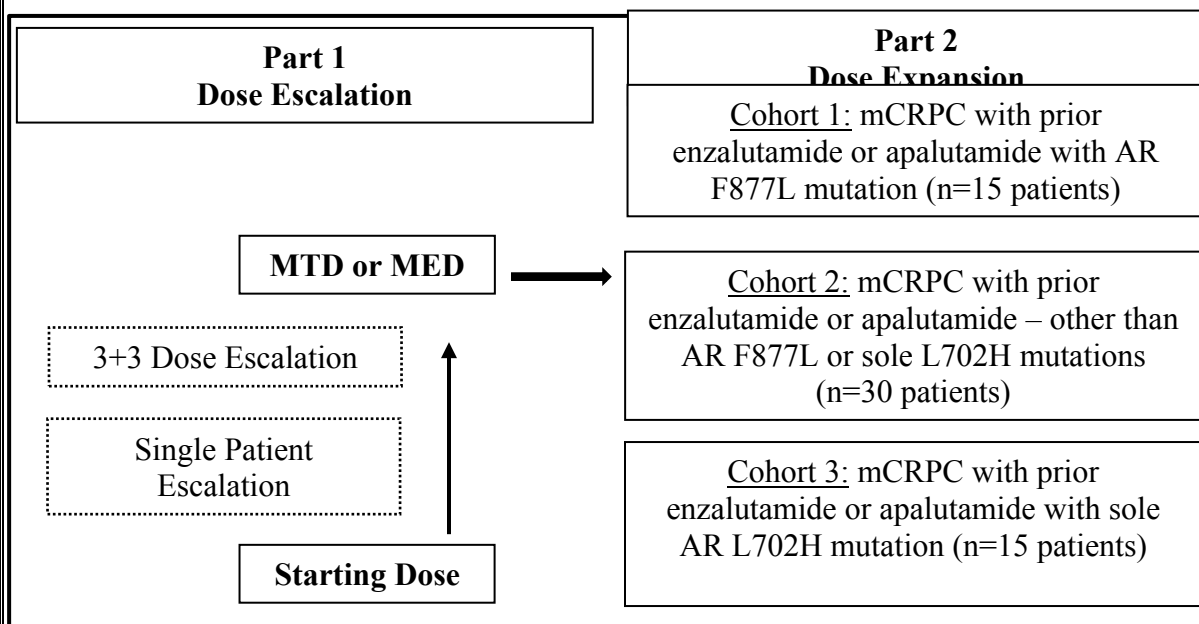 Part 1
Dose Escalation
MTD or MED
3+3 Dose Escalation
Single Patient
Escalation
Starting Dose
Part 2
Dose Expansion
Cohort 1: mCRPC with prior
enzalutamide or apalutamide with AR
F877L mutation (n=15 patients)
Cohort 2: mCRPC with prior
enzalutamide or apalutamide – other than
AR F877L or sole L702H mutations
(n=30 patients)
Cohort 3: mCRPC with prior
enzalutamide or apalutamide with sole
AR L702H mutation (n=15 patients)